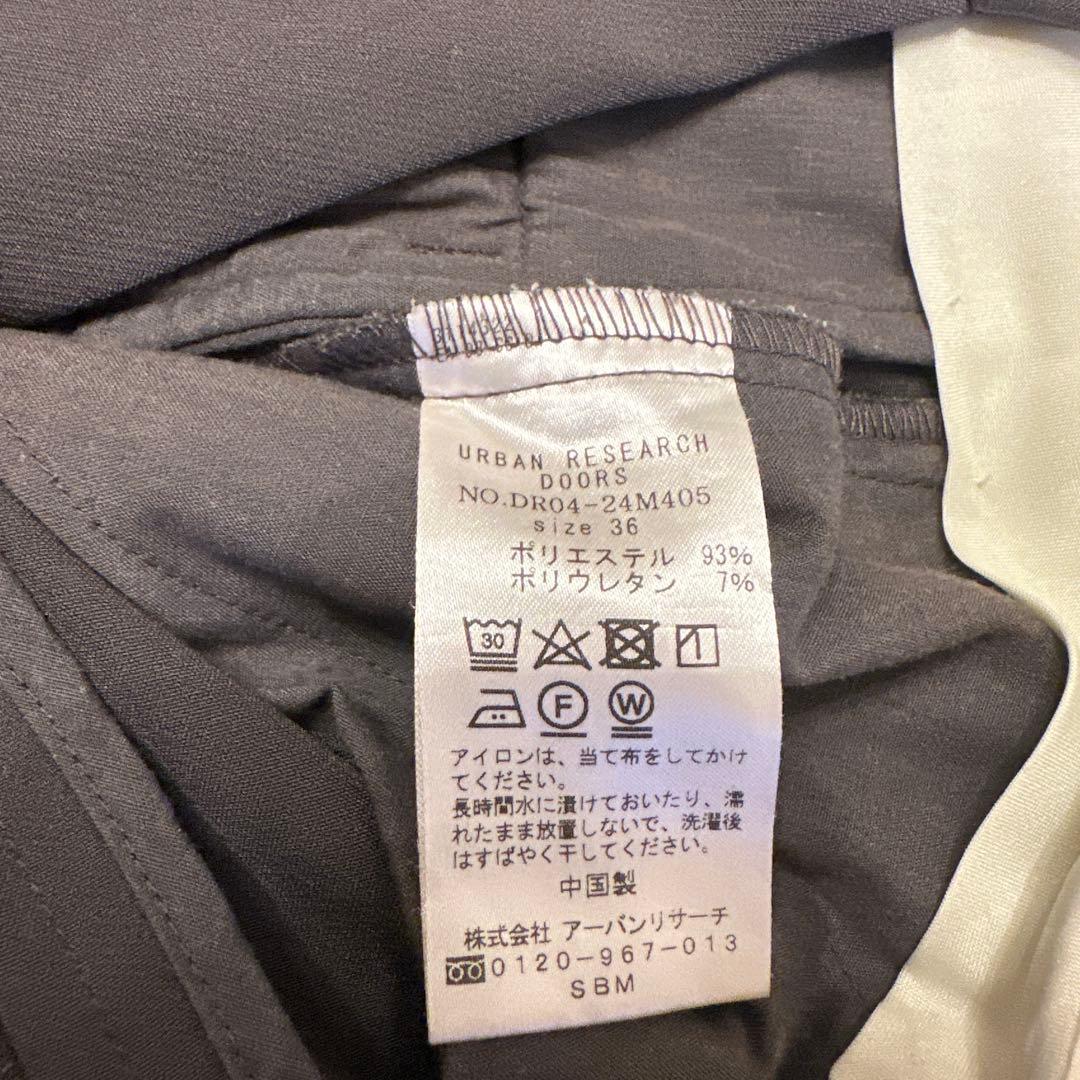 URBAN RESEARCH
DOORS
NO.DR04-24M405
size 36
ポリエステル 93%
ポリウレタン 7%
30
F W
アイロンは、当て布をしてかけ
てください。
長時間水に漬けておいたり、濡
れたまま放置しないで、洗濯後
はすばやく干してください。
中国製
株式会社 アーバンリサーチ
0120-967-013
SBM